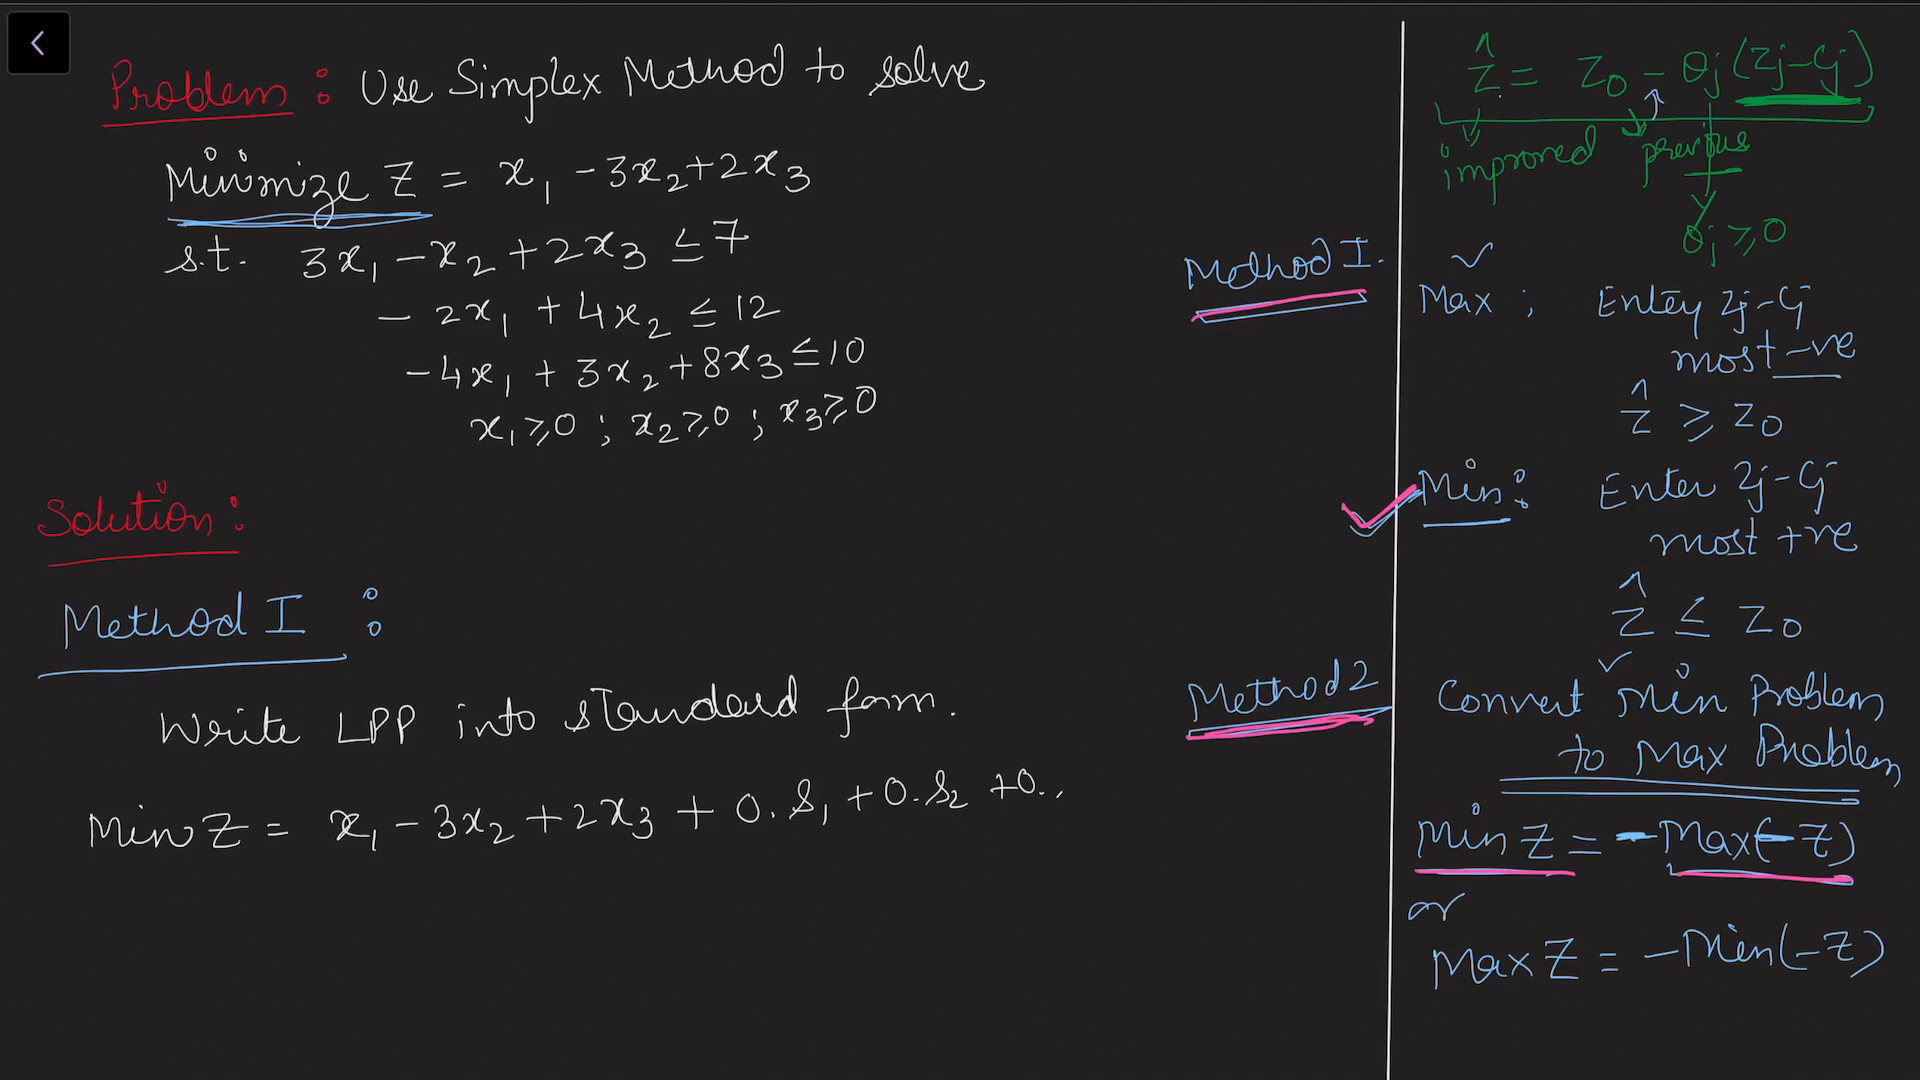 Problem : Use Simplex Method to solve
Minimize Z = x₁ - 3x₂ + 2x₃
s.t. 3x₁ - x₂ + 2x₃ ≤ 7
- 2x₁ + 4x₂ ≤ 12
- 4x₁ + 3x₂ + 8x₃ ≤ 10
x₁ ≥ 0 ; x₂ ≥ 0 ; x₃ ≥ 0
Solution :
Method I :
Write LPP into standard form.
Min Z = x₁ - 3x₂ + 2x₃ + 0. s₁ + 0. s₂ + 0.
Ẑ = Z₀ - θj (Zj - Cj)
improved previous
θj ≥ 0
Method I.
Max ; Entey Zj - Cj
most -ve
Ẑ ≥ Z₀
Min : Enter Zj - Cj
most +ve
Ẑ ≤ Z₀
Method 2 Convert Min Problem
to Max Problem
Min Z = - Max(- Z)
or
Max Z = - Min(- Z)